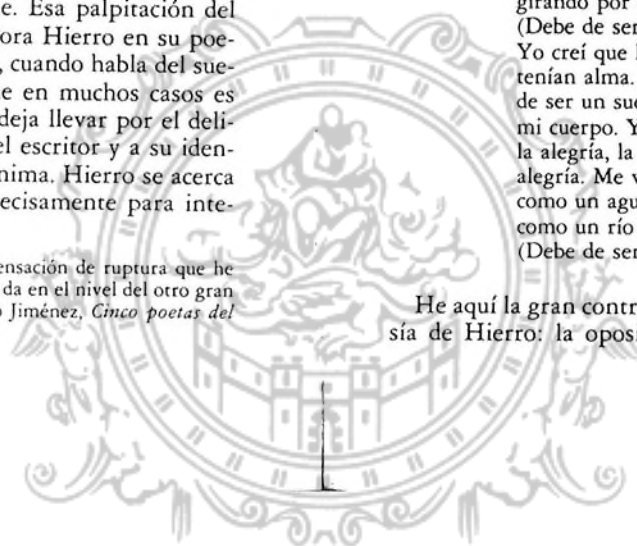 e. Esa palpitación del
ora Hierro en su poe-
, cuando habla del sue-
e en muchos casos es
deja llevar por el deli-
el escritor y a su iden-
nima. Hierro se acerca
ecisamente para inte-
ensación de ruptura que he
da en el nivel del otro gran
o Jiménez, Cinco poetas del
girando por
(Debe de ser
Yo creí que
tenían alma.
de ser un
mi cuerpo. Y
la alegría, la
alegría. Me
como un agu
como un río
(Debe de ser
He aquí la gran contr
sía de Hierro: la opos